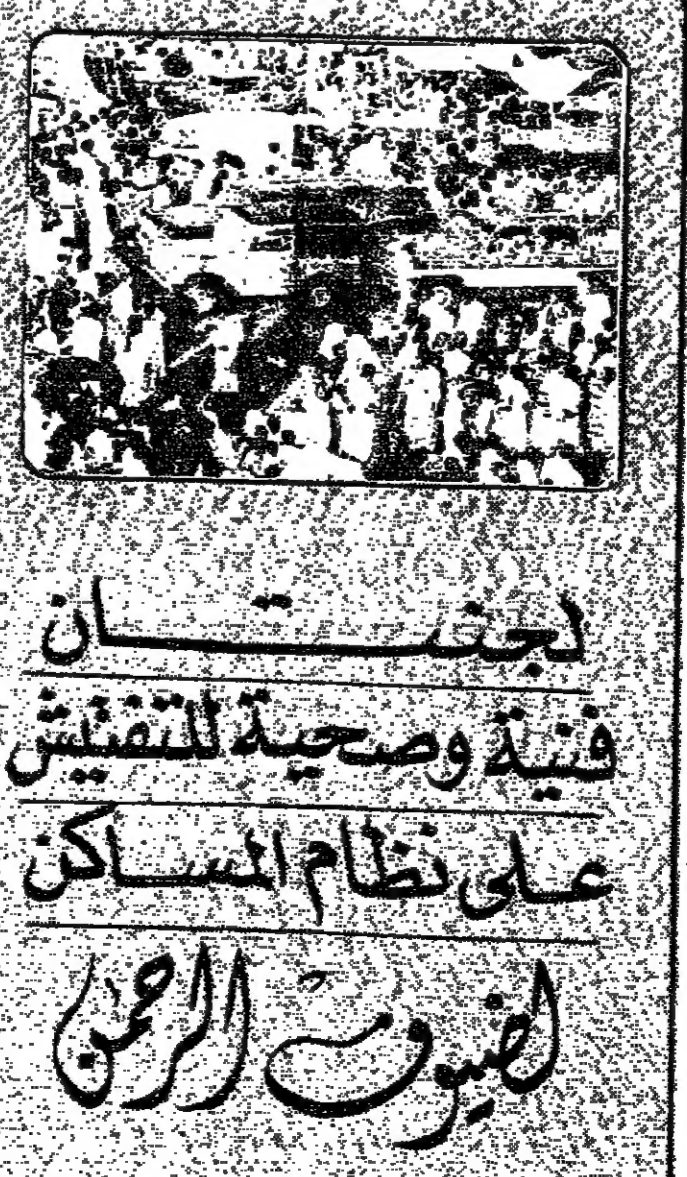 لجنتان
فنية وصحية للتفتيش
على نظام المساكن
لضيوف الرحمن